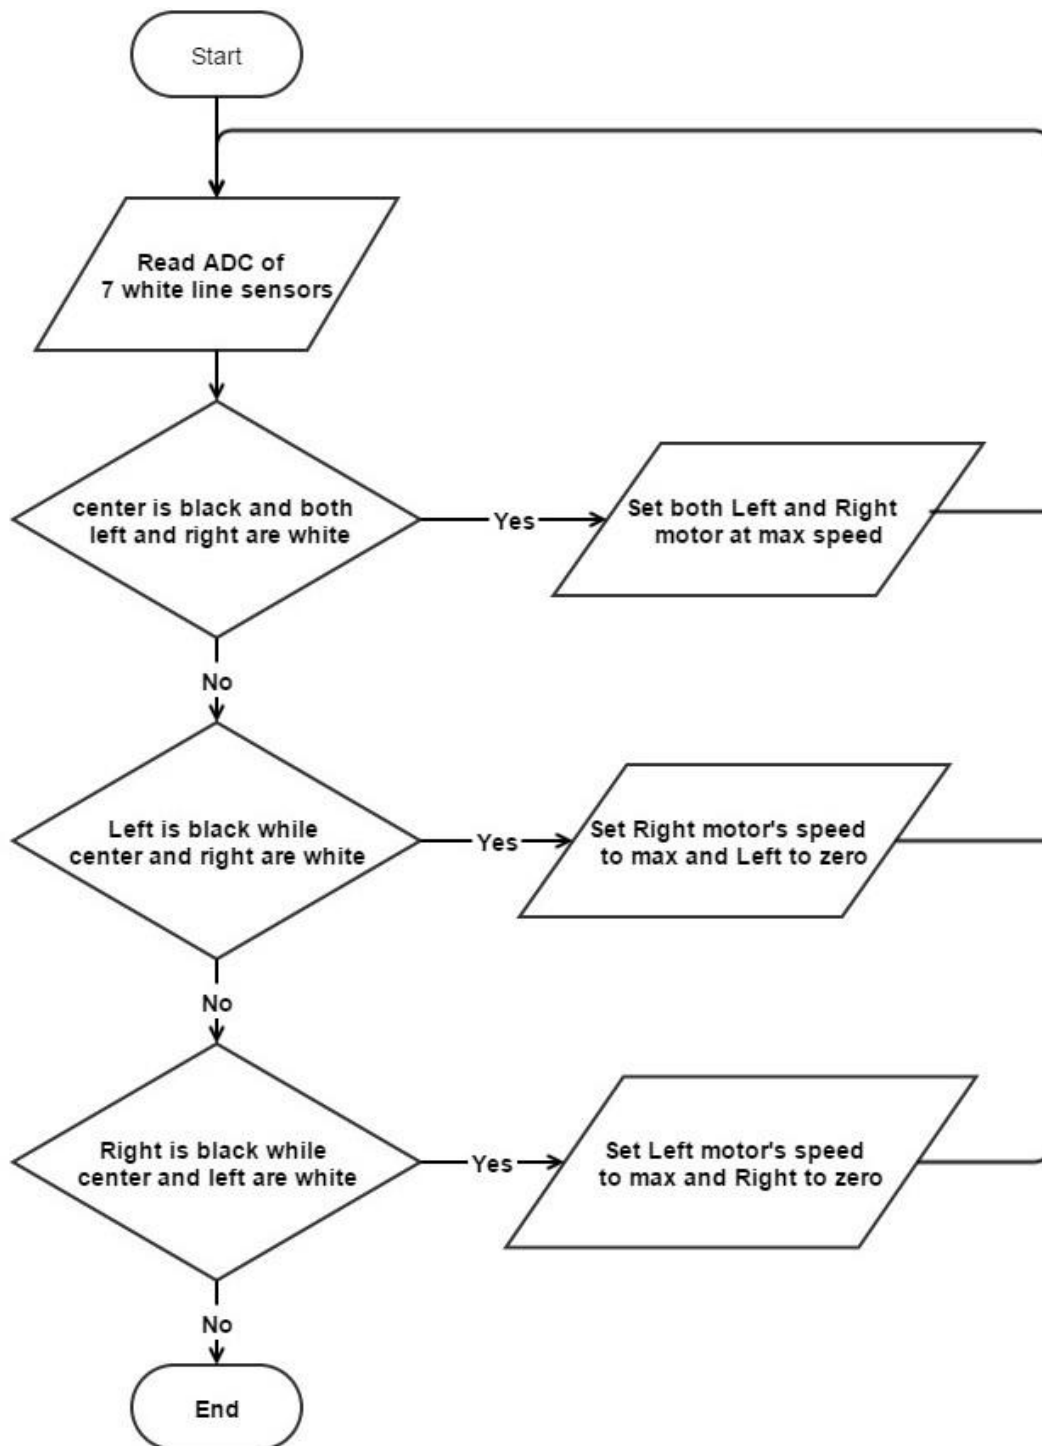 Start
Read ADC of
7 white line sensors
center is black and both
left and right are white
Yes
Set both Left and Right
motor at max speed
No
Left is black while
center and right are white
Yes
Set Right motor's speed
to max and Left to zero
No
Right is black while
center and left are white
Yes
Set Left motor's speed
to max and Right to zero
No
End